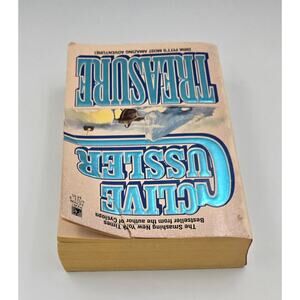 The Smashing New York Times
Bestseller from the author of Cyclops
CLIVE
CUSSLER
TREASURE
DIRK PITT'S MOST AMAZING ADVENTURE!